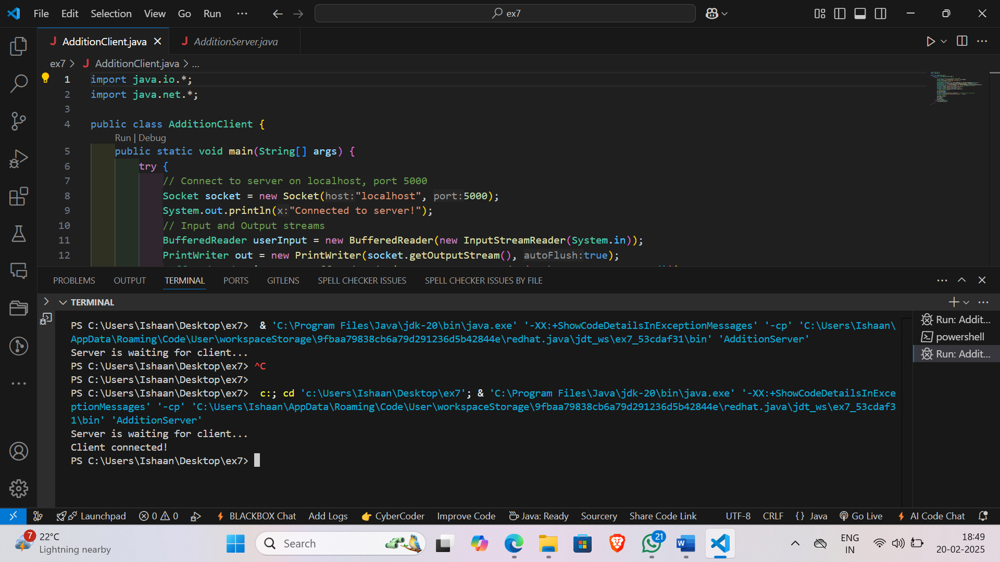 File Edit Selection View Go Run ex7
AdditionClient.java AdditionServer.java
ex7 > AdditionClient.java > ...
1 import java.io.*;
2 import java.net.*;
3
4 public class AdditionClient {
Run | Debug
5 public static void main(String[] args) {
6 try {
7 // Connect to server on localhost, port 5000
8 Socket socket = new Socket(host:"localhost", port:5000);
9 System.out.println(x:"Connected to server!");
10 // Input and Output streams
11 BufferedReader userInput = new BufferedReader(new InputStreamReader(System.in));
12 PrintWriter out = new PrintWriter(socket.getOutputStream(), autoFlush:true);
PROBLEMS OUTPUT TERMINAL PORTS GITLENS SPELL CHECKER ISSUES SPELL CHECKER ISSUES BY FILE
TERMINAL
PS C:\Users\Ishaan\Desktop\ex7> & 'C:\Program Files\Java\jdk-20\bin\java.exe' '-XX:+ShowCodeDetailsInExceptionMessages' '-cp' 'C:\Users\Ishaan\
AppData\Roaming\Code\User\workspaceStorage\9fbaa79838cb6a79d291236d5b42844e\redhat.java\jdt_ws\ex7_53cdaf31\bin' 'AdditionServer'
Server is waiting for client...
PS C:\Users\Ishaan\Desktop\ex7> ^C
PS C:\Users\Ishaan\Desktop\ex7>
PS C:\Users\Ishaan\Desktop\ex7> c:; cd 'c:\Users\Ishaan\Desktop\ex7'; & 'C:\Program Files\Java\jdk-20\bin\java.exe' '-XX:+ShowCodeDetailsInExce
ptionMessages' '-cp' 'C:\Users\Ishaan\AppData\Roaming\Code\User\workspaceStorage\9fbaa79838cb6a79d291236d5b42844e\redhat.java\jdt_ws\ex7_53cdaf3
1\bin' 'AdditionServer'
Server is waiting for client...
Client connected!
PS C:\Users\Ishaan\Desktop\ex7>
Run: Addit...
powershell
Run: Addit...
Launchpad 0 0 BLACKBOX Chat Add Logs CyberCoder Improve Code Java: Ready Sourcery Share Code Link UTF-8 CRLF {} Java Go Live AI Code Chat
7 22°C
Lightning nearby
Search
21
ENG
IN
18:49
20-02-2025